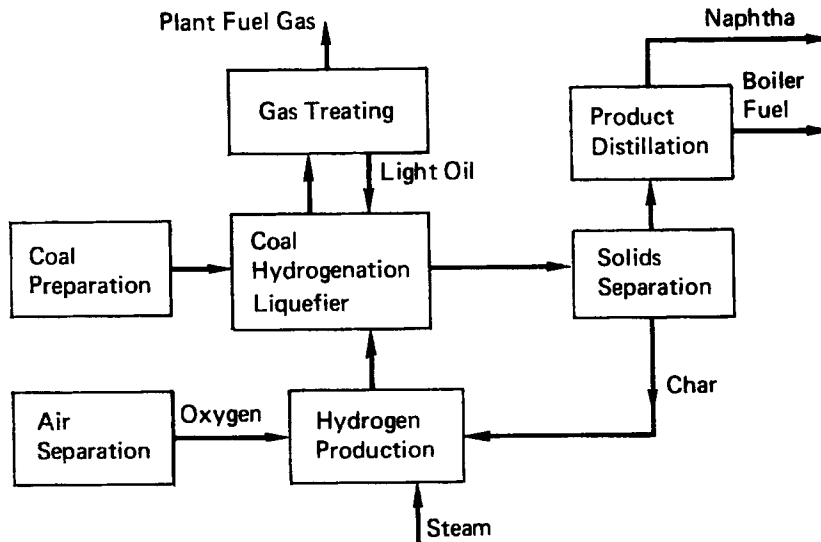 Plant Fuel Gas
Naphtha
Boiler
Fuel
Gas Treating
Product
Distillation
Light Oil
Coal
Preparation
Coal
Hydrogenation
Liquefier
Solids
Separation
Char
Air
Separation
Oxygen
Hydrogen
Production
Steam